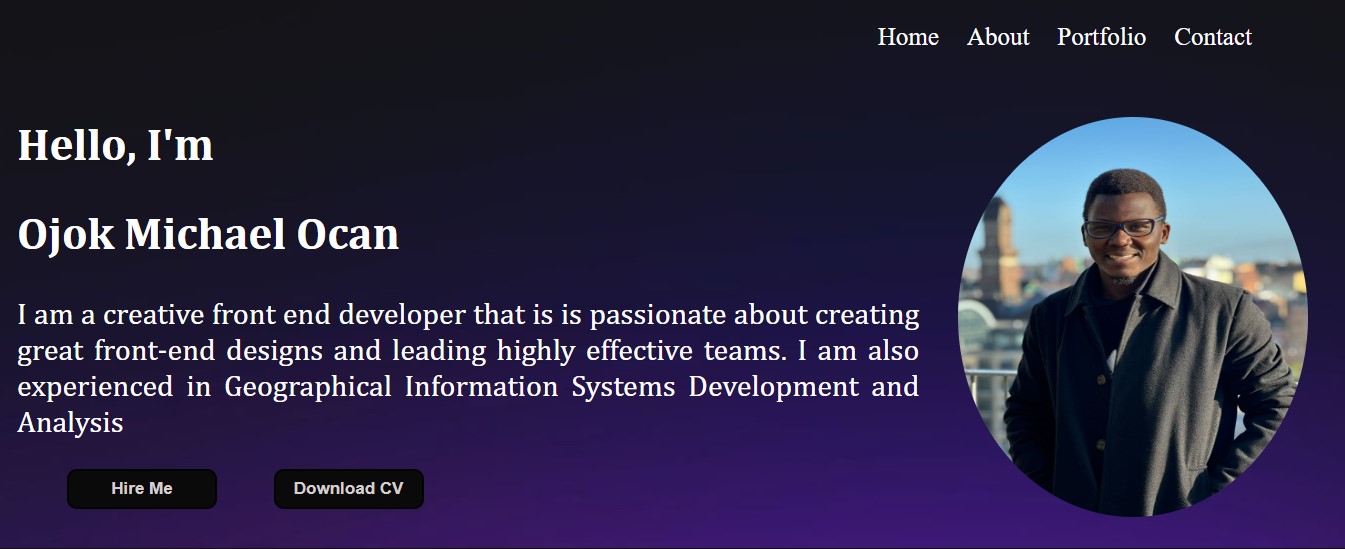 Home About Portfolio Contact
Hello, I'm
Ojok Michael Ocan
I am a creative front end developer that is is passionate about creating
great front-end designs and leading highly effective teams. I am also
experienced in Geographical Information Systems Development and
Analysis
Hire Me Download CV